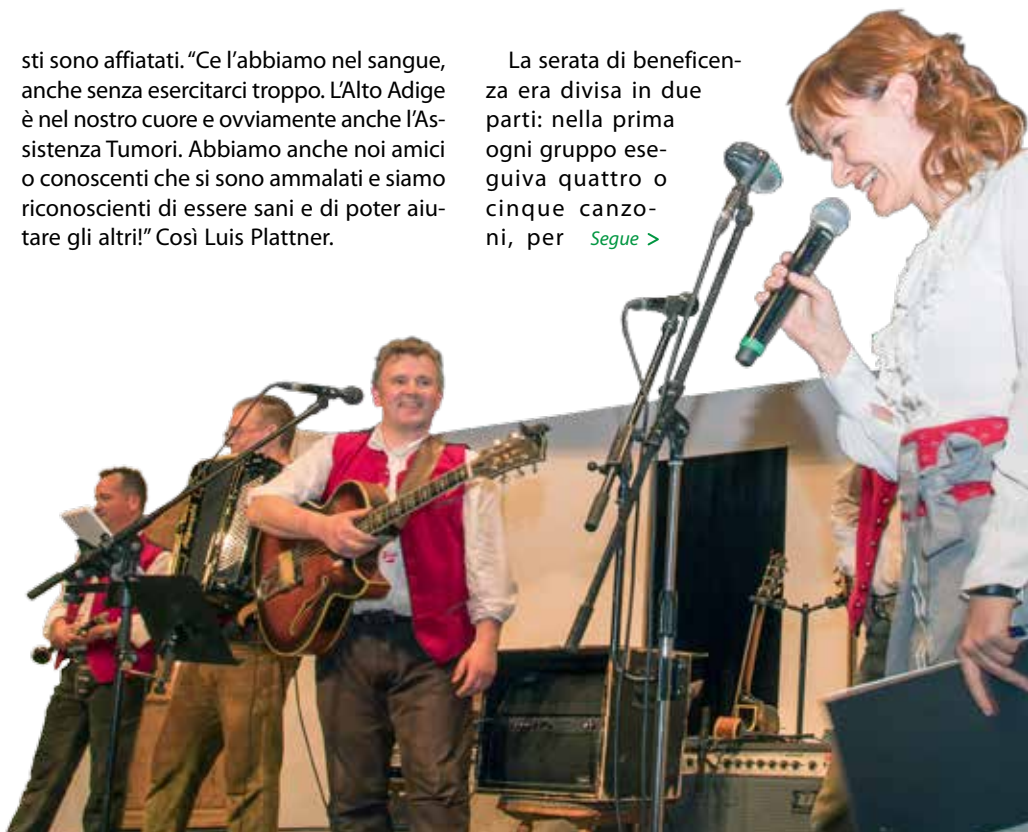 sti sono affiatati. “Ce l’abbiamo nel sangue,
anche senza esercitarci troppo. L’Alto Adige
è nel nostro cuore e ovviamente anche l’As-
sistenza Tumori. Abbiamo anche noi amici
o conoscenti che si sono ammalati e siamo
riconoscienti di essere sani e di poter aiu-
tare gli altri!” Così Luis Plattner.
La serata di beneficen-
za era divisa in due
parti: nella prima
ogni gruppo ese-
guiva quattro o
cinque canzo-
ni, per Segue >